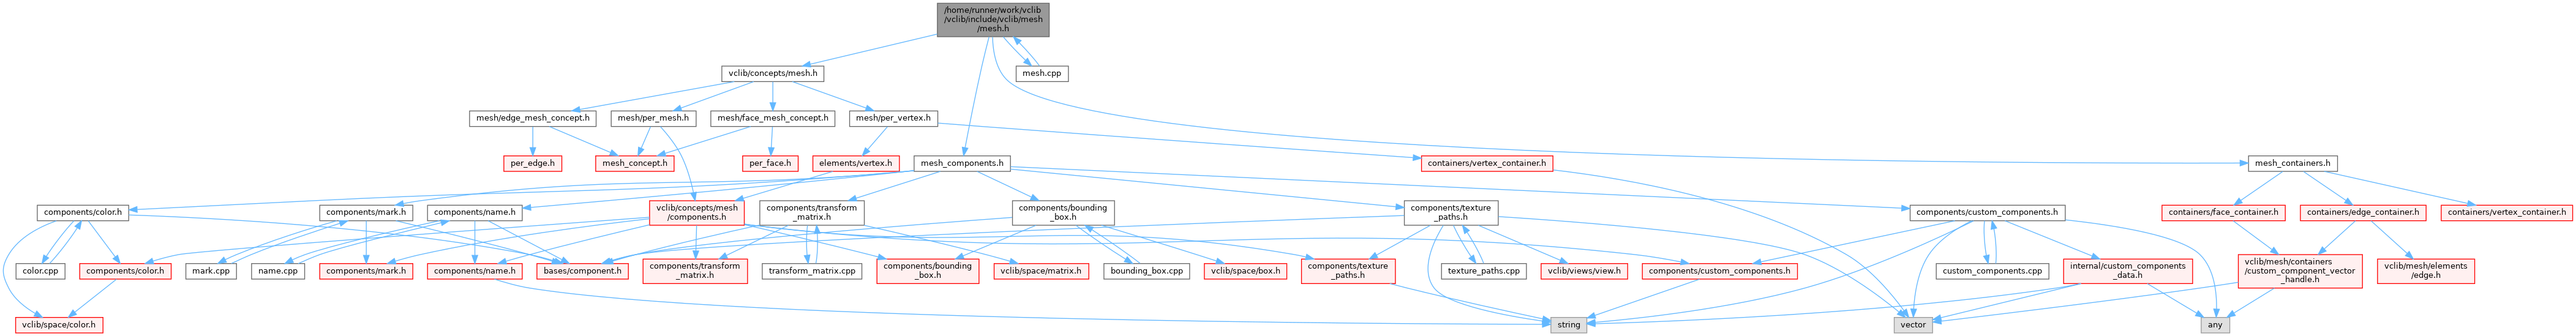 /home/runner/work/vclib
/vclib/include/vclib/mesh
/mesh.h
vclib/concepts/mesh.h
mesh.cpp
mesh/edge_mesh_concept.h
mesh/per_mesh.h
mesh/face_mesh_concept.h
mesh/per_vertex.h
per_edge.h
mesh_concept.h
per_face.h
elements/vertex.h
mesh_components.h
containers/vertex_container.h
mesh_containers.h
components/color.h
components/mark.h
components/name.h
vclib/concepts/mesh
/components.h
components/transform
_matrix.h
components/bounding
_box.h
components/texture
_paths.h
components/custom_components.h
containers/face_container.h
containers/edge_container.h
containers/vertex_container.h
color.cpp
components/color.h
mark.cpp
name.cpp
components/mark.h
components/name.h
bases/component.h
components/transform
_matrix.h
transform_matrix.cpp
components/bounding
_box.h
vclib/space/matrix.h
bounding_box.cpp
vclib/space/box.h
components/texture
_paths.h
texture_paths.cpp
vclib/views/view.h
components/custom_components.h
custom_components.cpp
internal/custom_components
_data.h
vclib/mesh/containers
/custom_component_vector
_handle.h
vclib/mesh/elements
/edge.h
vclib/space/color.h
string
vector
any